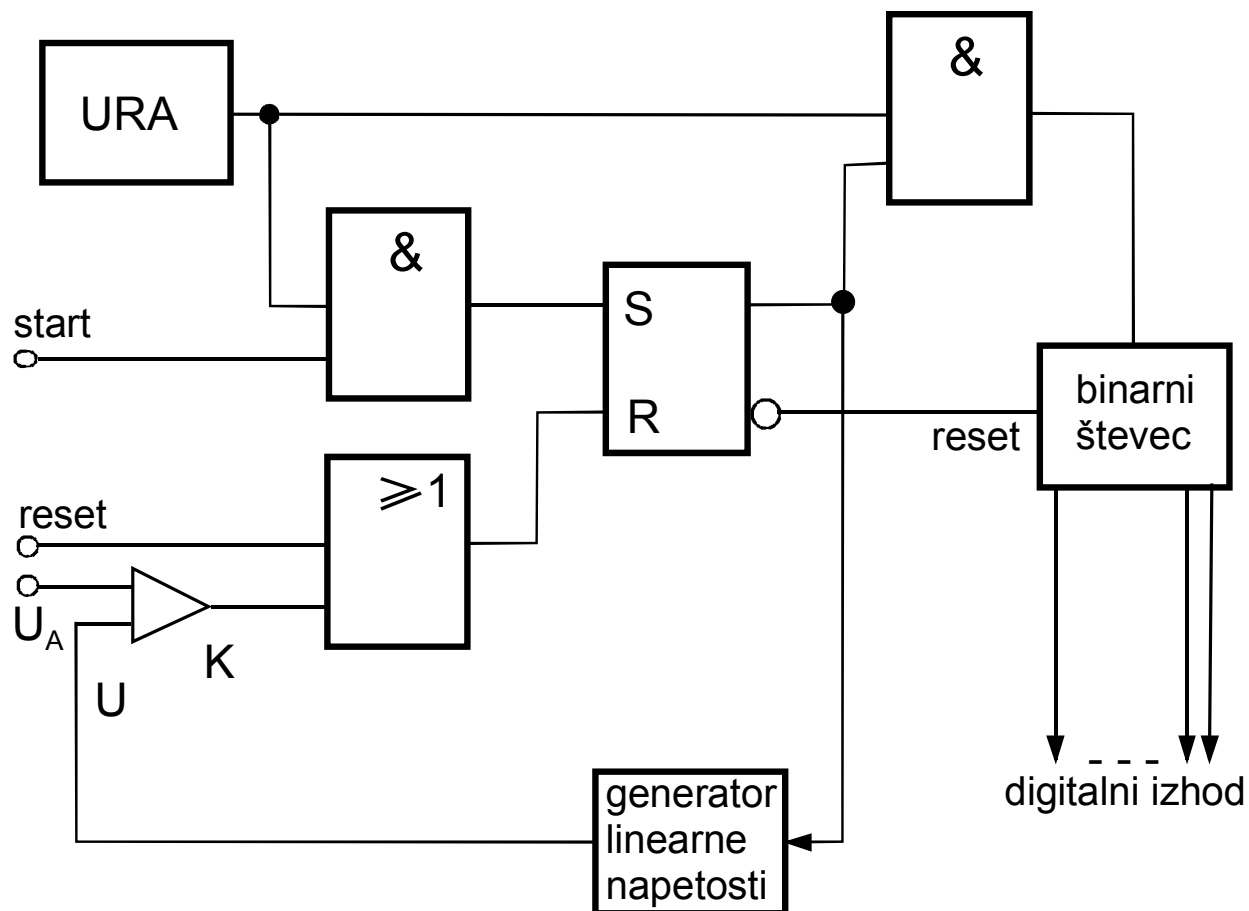 &
URA
&
start
S
R
binarni
števec
reset
reset
⩾1
U_A
K
U
generator
linearne
napetosti
- - -
digitalni izhod